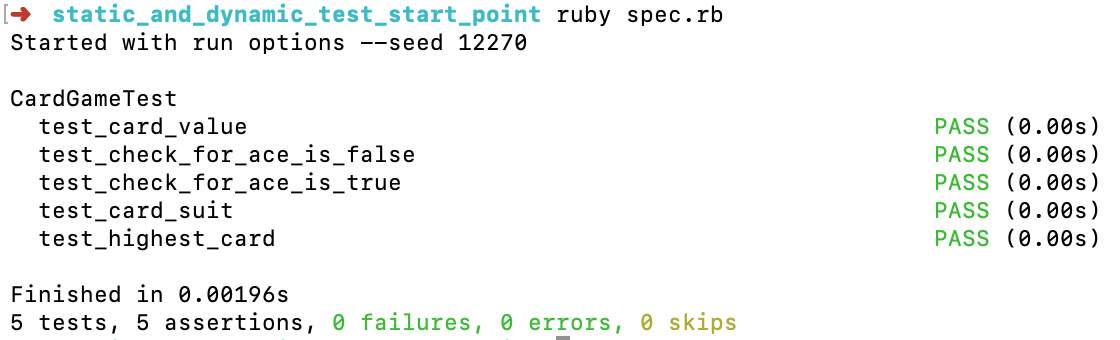 [➜ static_and_dynamic_test_start_point ruby spec.rb
Started with run options --seed 12270
CardGameTest
test_card_value PASS (0.00s)
test_check_for_ace_is_false PASS (0.00s)
test_check_for_ace_is_true PASS (0.00s)
test_card_suit PASS (0.00s)
test_highest_card PASS (0.00s)
Finished in 0.00196s
5 tests, 5 assertions, 0 failures, 0 errors, 0 skips